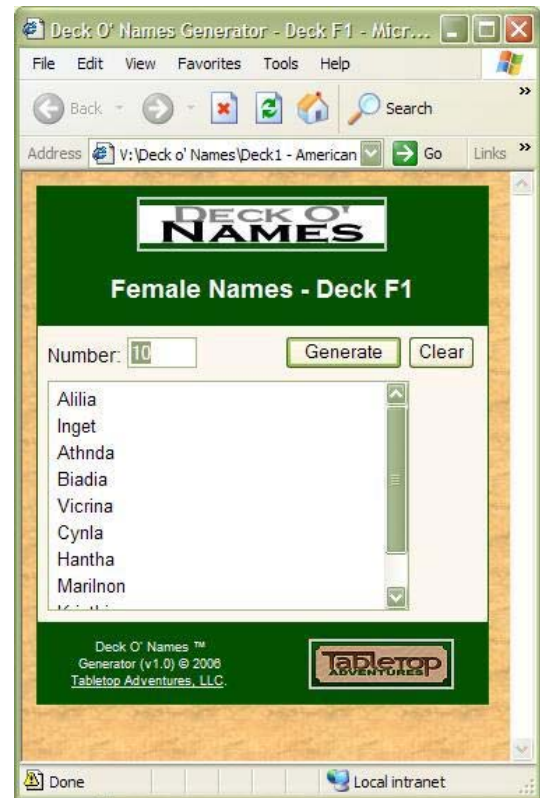 Deck O' Names Generator - Deck F1 - Micr...
File Edit View Favorites Tools Help
Back Search »
Address V:\Deck o' Names\Deck1 - American Go Links »
DECK O'
NAMES
Female Names - Deck F1
Number: 10 Generate Clear
Alilia
Inget
Athnda
Biadia
Vicrina
Cynla
Hantha
Marilnon
Deck O' Names ™
Generator (v1.0) © 2006
Tabletop Adventures, LLC.
Tabletop
ADVENTURES
Done Local intranet